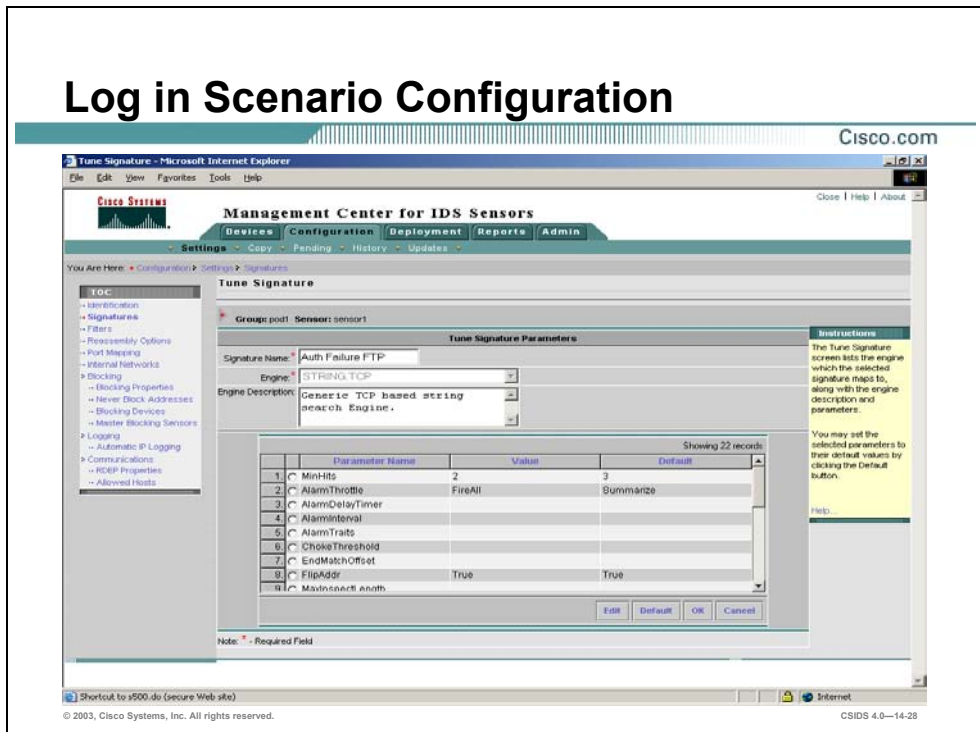 Log in Scenario Configuration
Cisco.com
Tune Signature - Microsoft Internet Explorer
File Edit View Favorites Tools Help
CISCO SYSTEMS
Close | Help | About
Management Center for IDS Sensors
Devices Configuration Deployment Reports Admin
Settings Copy Pending History Updates
You Are Here: Configuration Settings Signatures
TOC
Identification
Signatures
Filters
Reassembly Options
Port Mapping
Internal Networks
Blocking
Blocking Properties
Never Block Addresses
Blocking Devices
Master Blocking Sensors
Logging
Automatic IP Logging
Communications
RDEP Properties
Allowed Hosts
Tune Signature
Group: pod1 Sensor: sensor1
Tune Signature Parameters
Signature Name:* Auth Failure FTP
Engine:* STRING.TCP
Engine Description: Generic TCP based string
search Engine.
Showing 22 records
Parameter Name Value Default
1. MinHits 2 3
2. AlarmThrottle FireAll Summarize
3. AlarmDelayTimer
4. AlarmInterval
5. AlarmTraits
6. ChokeThreshold
7. EndMatchOffset
8. FlipAddr True True
9. MaxInspectLength
Edit Default OK Cancel
Note: * - Required Field
Instructions
The Tune Signature
screen lists the engine
which the selected
signature maps to,
along with the engine
description and
parameters.
You may set the
selected parameters to
their default values by
clicking the Default
button.
Help...
Shortcut to s500.do (secure Web site)
Internet
© 2003, Cisco Systems, Inc. All rights reserved.
CSIDS 4.0—14-28